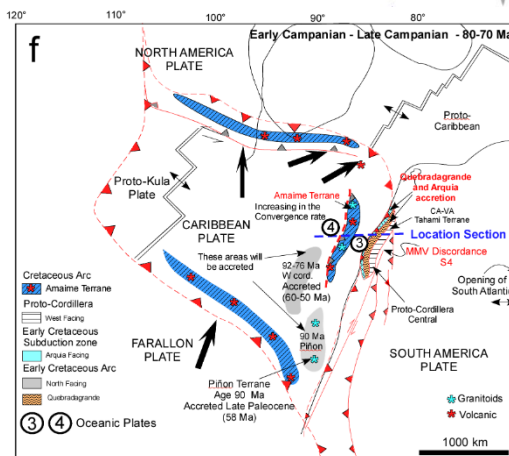 120°
110°
100°
90°
80°
70°
f
Early Campanian - Late Campanian - 80-70 Ma
NORTH AMERICA
PLATE
Proto-
Caribbean
Proto-Kula
Plate
Amaime Terrane
Increasing in the
Convergence rate
Quebradagrande
and Arquia
accretion
CA-VA
Tahami Terrane
CARIBBEAN
PLATE
4
3
Location Section
These areas will
be accreted
MMV Discordance
S4
92-76 Ma
W cord.
Accreted
(60-50 Ma)
Opening of
South Atlantic
Proto-Cordillera
Central
Cretaceous Arc
Amaime Terrane
Proto-Cordillera
West Facing
Early Cretaceous
Subduction zone
Arquia Facing
Early Cretaceous Arc
North Facing
Quebradagrande
3 4 Oceanic Plates
FARALLON
PLATE
90 Ma
Piñon
Piñon Terrane
Age 90 Ma
Accreted Late Paleocene
(58 Ma)
SOUTH AMERICA
PLATE
Granitoids
Volcanic
1000 km